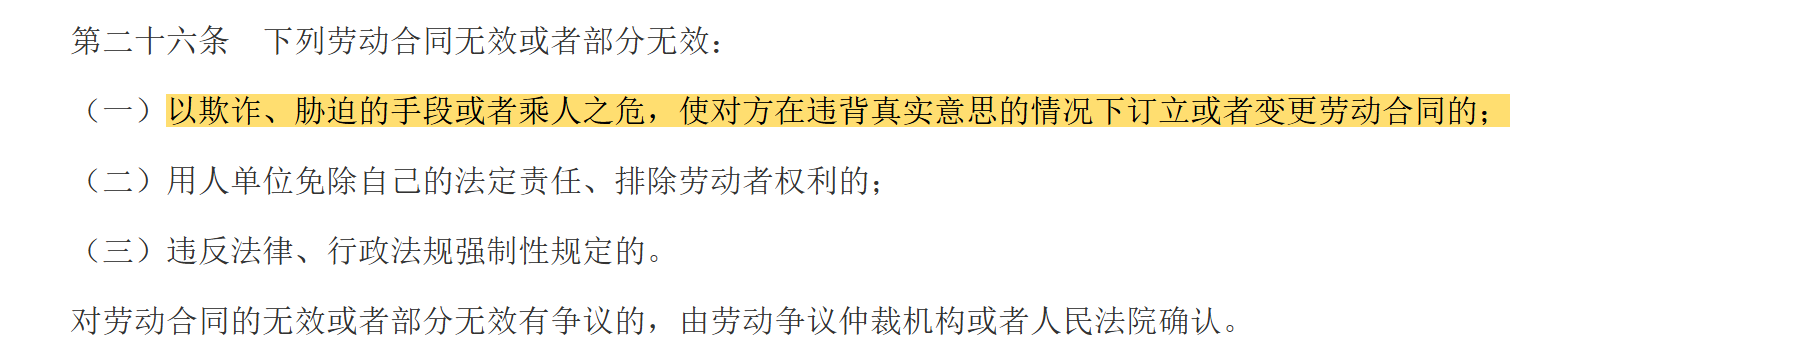 第二十六条　下列劳动合同无效或者部分无效：
（一）以欺诈、胁迫的手段或者乘人之危，使对方在违背真实意思的情况下订立或者变更劳动合同的；
（二）用人单位免除自己的法定责任、排除劳动者权利的；
（三）违反法律、行政法规强制性规定的。
对劳动合同的无效或者部分无效有争议的，由劳动争议仲裁机构或者人民法院确认。